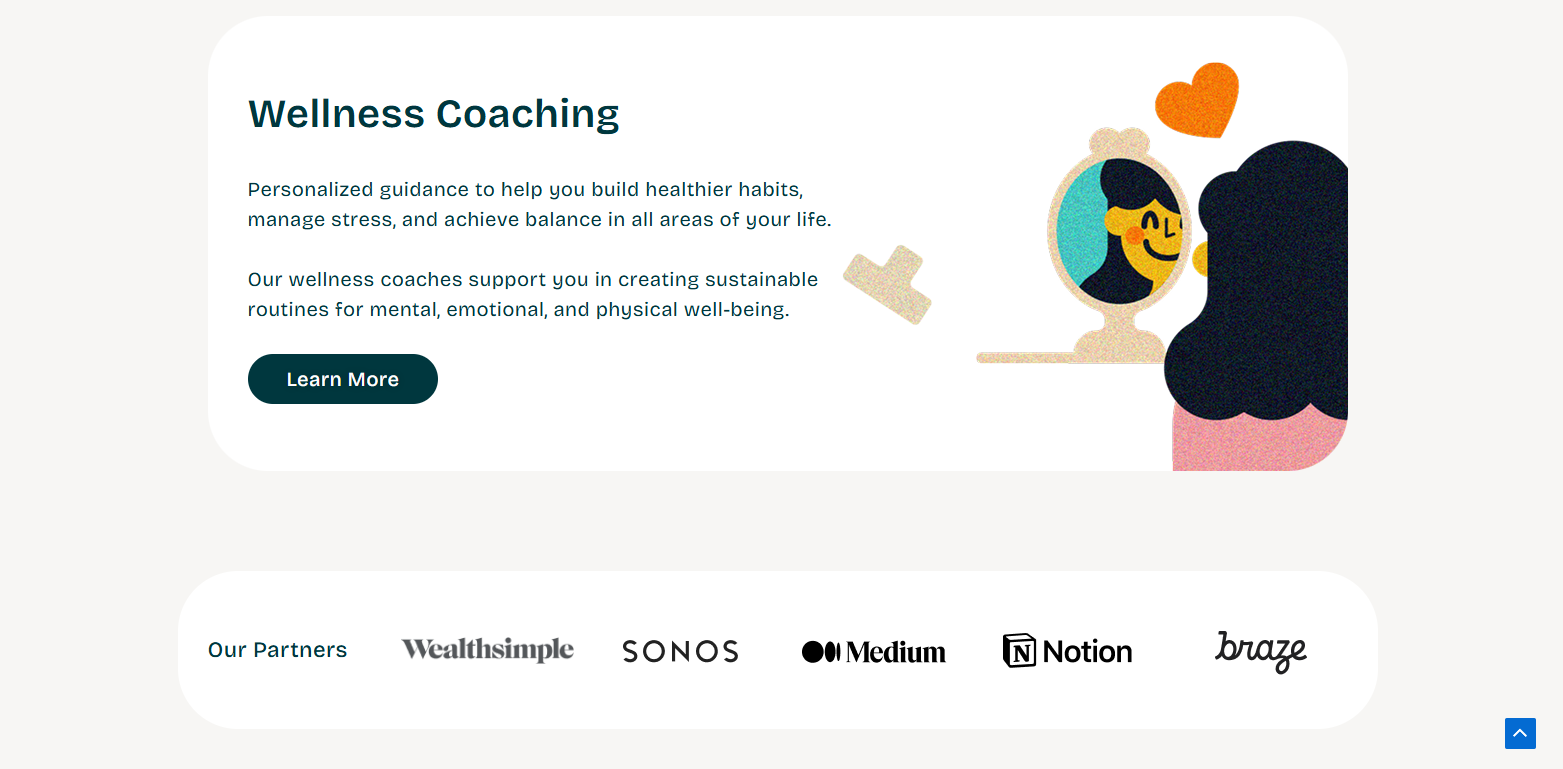 Wellness Coaching
Personalized guidance to help you build healthier habits,
manage stress, and achieve balance in all areas of your life.
Our wellness coaches support you in creating sustainable
routines for mental, emotional, and physical well-being.
Learn More
Our Partners
Wealthsimple
SONOS
Medium
Notion
braze